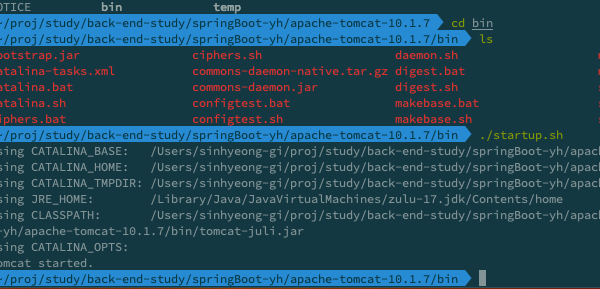 OTICE bin temp
~/proj/study/back-end-study/springBoot-yh/apache-tomcat-10.1.7 cd bin
~/proj/study/back-end-study/springBoot-yh/apache-tomcat-10.1.7/bin ls
ootstrap.jar ciphers.sh daemon.sh
atalina-tasks.xml commons-daemon-native.tar.gz digest.bat
atalina.bat commons-daemon.jar digest.sh
atalina.sh configtest.bat makebase.bat
iphers.bat configtest.sh makebase.sh
~/proj/study/back-end-study/springBoot-yh/apache-tomcat-10.1.7/bin ./startup.sh
sing CATALINA_BASE: /Users/sinhyeong-gi/proj/study/back-end-study/springBoot-yh/apac
sing CATALINA_HOME: /Users/sinhyeong-gi/proj/study/back-end-study/springBoot-yh/apac
sing CATALINA_TMPDIR: /Users/sinhyeong-gi/proj/study/back-end-study/springBoot-yh/apac
sing JRE_HOME: /Library/Java/JavaVirtualMachines/zulu-17.jdk/Contents/home
sing CLASSPATH: /Users/sinhyeong-gi/proj/study/back-end-study/springBoot-yh/apac
-yh/apache-tomcat-10.1.7/bin/tomcat-juli.jar
sing CATALINA_OPTS:
omcat started.
~/proj/study/back-end-study/springBoot-yh/apache-tomcat-10.1.7/bin